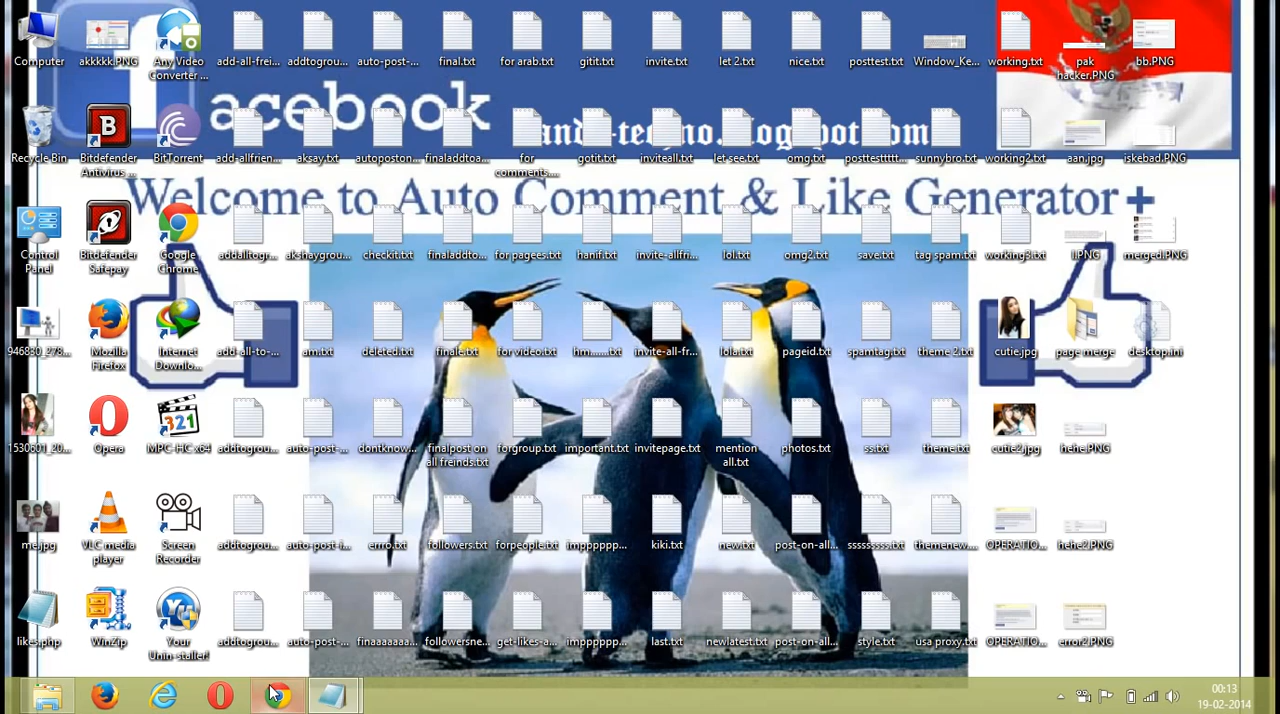 acebook
Welcome to Auto Comment & Like Generator +
Computer
akkkkk.PNG
Any Video
Converter ...
add-all-frei...
addtogrou...
auto-post-...
final.txt
for arab.txt
gitit.txt
invite.txt
let 2.txt
nice.txt
posttest.txt
Window_Ke...
working.txt
pak
hacker.PNG
bb.PNG
Recycle Bin
Bitdefender
Antivirus ...
BitTorrent
add-allfrien...
aksay.txt
autoposton...
finaladdtoa...
for
comments....
gotit.txt
inviteall.txt
let see.txt
omg.txt
posttesttttt...
sunnybro.txt
working2.txt
aan.jpg
iskebad.PNG
Control
Panel
Bitdefender
Safepay
Google
Chrome
addalltog...
akshaygrou...
checkit.txt
finaladdto...
for pagees.txt
hanif.txt
invite-allfri...
lol.txt
omg2.txt
save.txt
tag spam.txt
working3.txt
l.PNG
merged.PNG
946880_278...
Mozilla
Firefox
Internet
Downlo...
add-all-to-...
am.txt
deleted.txt
finale.txt
for video.txt
hm.......txt
invite-all-fr...
lola.txt
pageid.txt
spamtag.txt
theme 2.txt
cutie.jpg
page merge
desktop.ini
1530601_20...
Opera
MPC-HC x64
addtogrou...
auto-post-...
dontknow...
finalpost on
all freinds.txt
forgroup.txt
important.txt
invitepage.txt
mention
all.txt
photos.txt
ss.txt
theme.txt
cutie2.jpg
hehe.PNG
me.jpg
VLC media
player
Screen
Recorder
addtogrou...
auto-post-i...
errro.txt
followers.txt
forpeople.txt
impppppp...
kiki.txt
new.txt
post-on-all...
sssssssss.txt
themenew....
OPERATIO...
hehe2.PNG
likes.php
WinZip
Your
Unin-staller!
addtogrou...
auto-post-...
finaaaaaaa...
followersne...
get-likes-a...
impppppp...
last.txt
newlatest.txt
post-on-all...
style.txt
usa proxy.txt
OPERATIO...
error2.PNG
00:13
19-02-2014